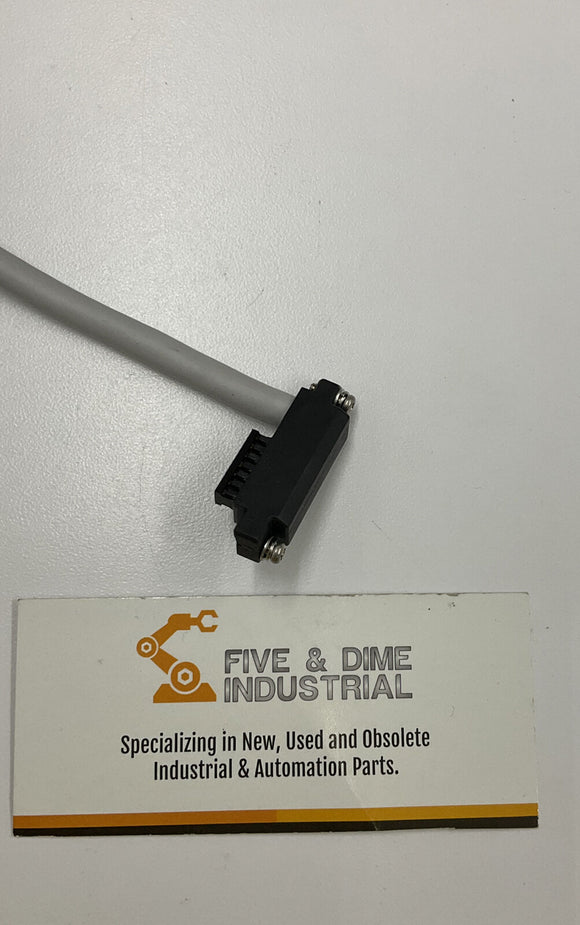 FIVE & DIME
INDUSTRIAL
Specializing in New, Used and Obsolete
Industrial & Automation Parts.